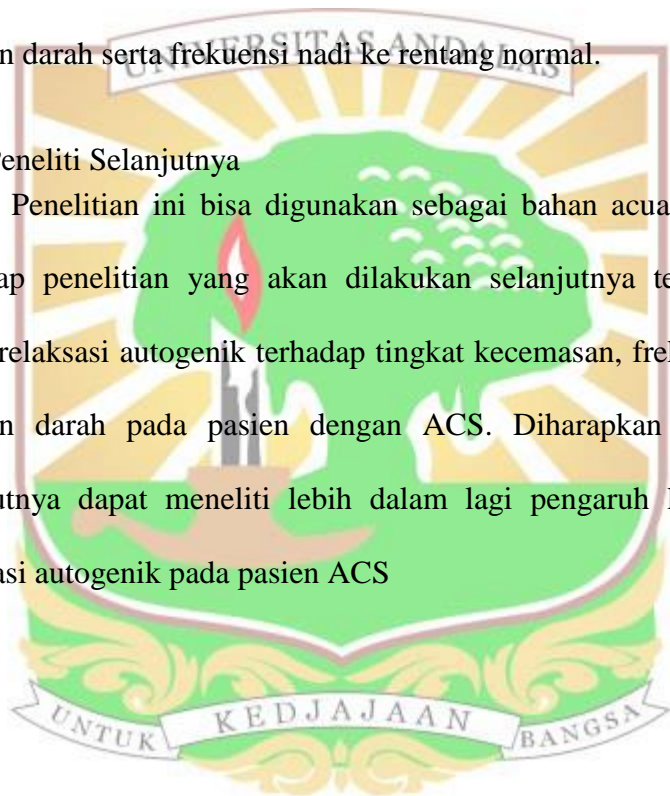 UNIVERSITAS ANDALAS
n darah serta frekuensi nadi ke rentang normal.
Peneliti Selanjutnya
Penelitian ini bisa digunakan sebagai bahan acua
ap penelitian yang akan dilakukan selanjutnya te
relaksasi autogenik terhadap tingkat kecemasan, fre
n darah pada pasien dengan ACS. Diharapkan
utnya dapat meneliti lebih dalam lagi pengaruh
asi autogenik pada pasien ACS
UNTUK KEDJAJAAN BANGSA